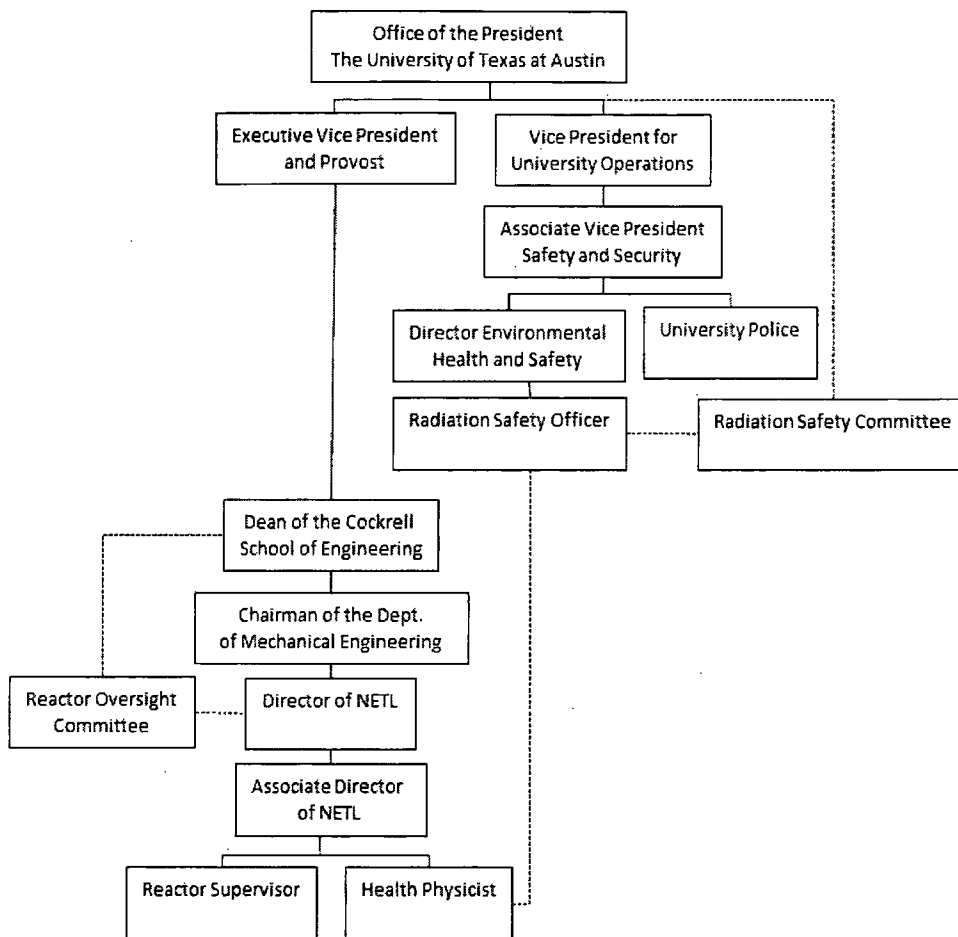 Office of the President
The University of Texas at Austin
Executive Vice President
and Provost
Vice President for
University Operations
Associate Vice President
Safety and Security
Director Environmental
Health and Safety
University Police
Radiation Safety Officer
Radiation Safety Committee
Dean of the Cockrell
School of Engineering
Chairman of the Dept.
of Mechanical Engineering
Reactor Oversight
Committee
Director of NETL
Associate Director
of NETL
Reactor Supervisor
Health Physicist